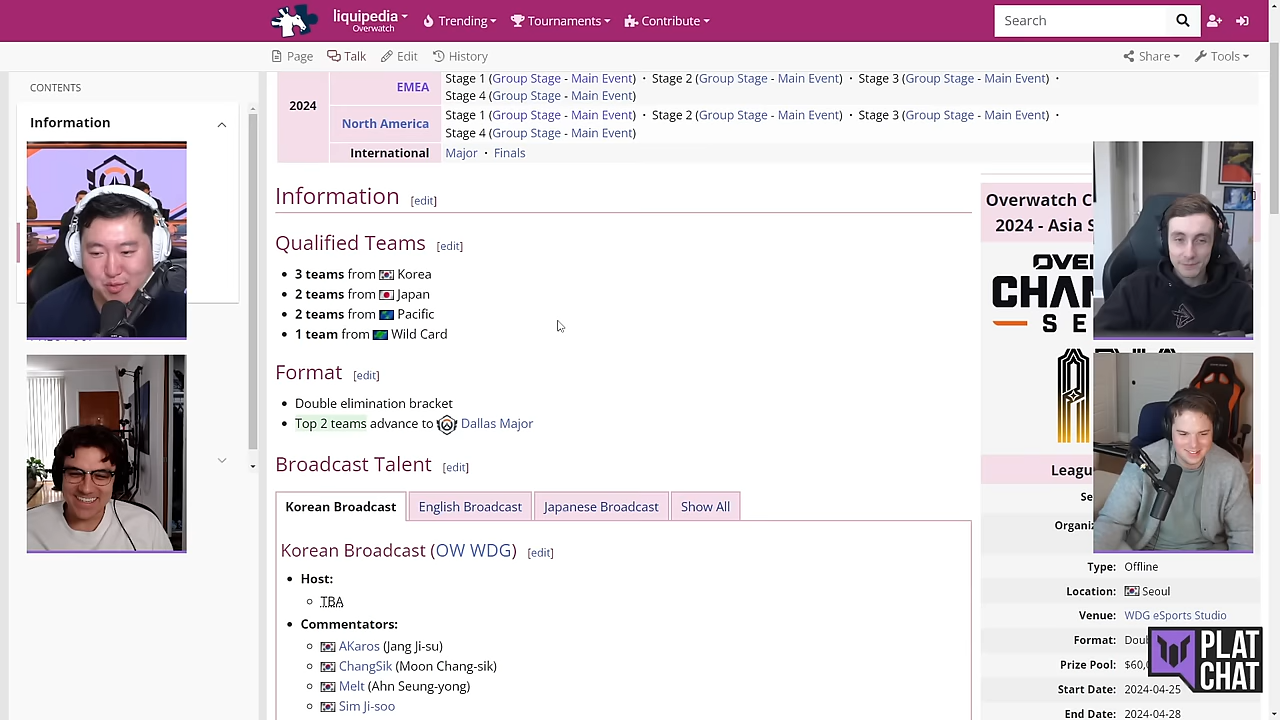 liquipedia
Overwatch
Trending
Tournaments
Contribute
Search
Page
Talk
Edit
History
Share
Tools
CONTENTS
Information
2024
EMEA
Stage 1 (Group Stage - Main Event) · Stage 2 (Group Stage - Main Event) · Stage 3 (Group Stage - Main Event) ·
Stage 4 (Group Stage - Main Event)
North America
Stage 1 (Group Stage - Main Event) · Stage 2 (Group Stage - Main Event) · Stage 3 (Group Stage - Main Event) ·
Stage 4 (Group Stage - Main Event)
International
Major · Finals
Information [edit]
Qualified Teams [edit]
3 teams from Korea
2 teams from Japan
2 teams from Pacific
1 team from Wild Card
Format [edit]
Double elimination bracket
Top 2 teams advance to Dallas Major
Broadcast Talent [edit]
Korean Broadcast
English Broadcast
Japanese Broadcast
Show All
Korean Broadcast (OW WDG) [edit]
Host:
TBA
Commentators:
AKaros (Jang Ji-su)
ChangSik (Moon Chang-sik)
Melt (Ahn Seung-yong)
Sim Ji-soo
Overwatch C
2024 - Asia S
OVE
CHAN
SE
Leagu
Se
Organiz
Type: Offline
Location: Seoul
Venue: WDG eSports Studio
Format: Dou
Prize Pool: $60,
Start Date: 2024-04-25
End Date: 2024-04-28
PLAT
CHAT